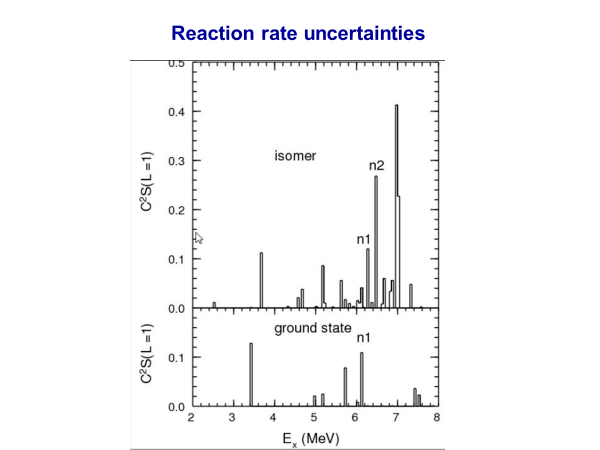 Reaction rate uncertainties
0.5
0.4
isomer
0.3
n2
C²S(L =1)
0.2
n1
0.1
0.0
ground state
n1
C²S(L =1)
0.1
0.0
2 3 4 5 6 7 8
Eₓ (MeV)